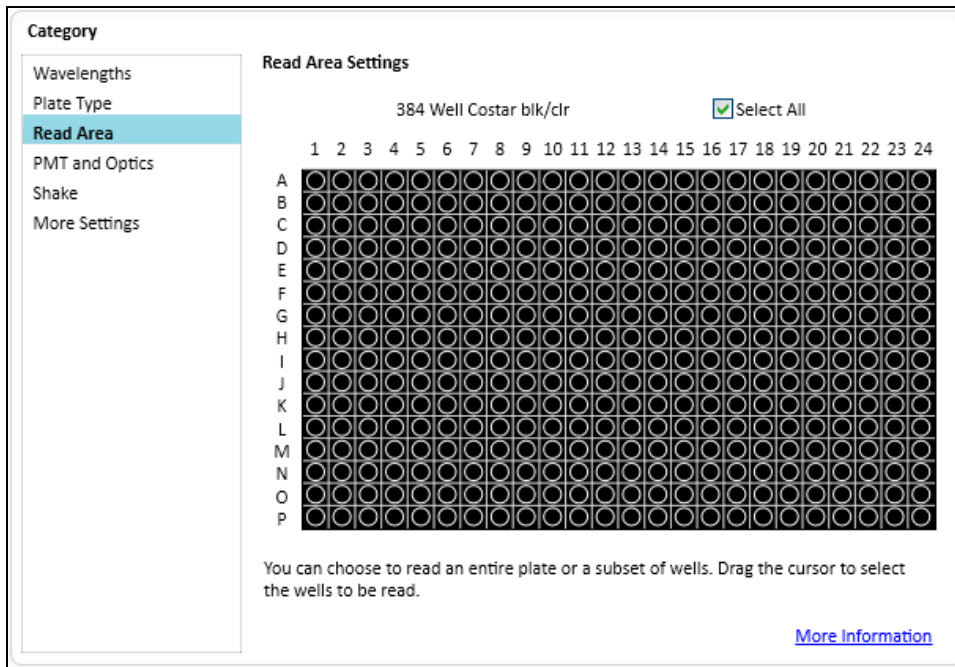 Category
Wavelengths
Plate Type
Read Area
PMT and Optics
Shake
More Settings
Read Area Settings
384 Well Costar blk/clr
Select All
1 2 3 4 5 6 7 8 9 10 11 12 13 14 15 16 17 18 19 20 21 22 23 24
A
B
C
D
E
F
G
H
I
J
K
L
M
N
O
P
You can choose to read an entire plate or a subset of wells. Drag the cursor to select
the wells to be read.
More Information